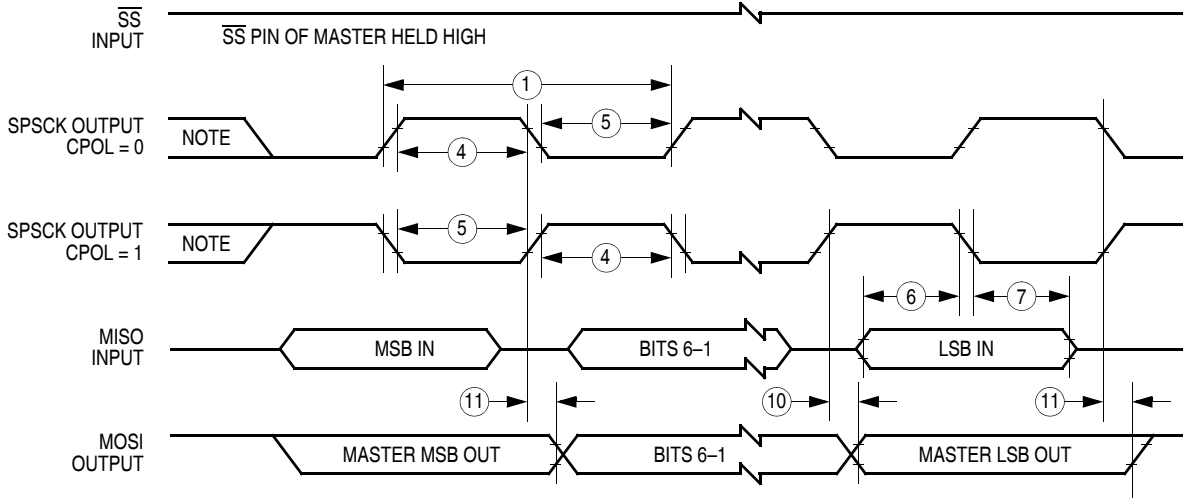 SS
INPUT
SS PIN OF MASTER HELD HIGH
1
SPSCK OUTPUT
CPOL = 0
NOTE
5
4
SPSCK OUTPUT
CPOL = 1
NOTE
5
4
6
7
MISO
INPUT
MSB IN
BITS 6–1
LSB IN
11
10
11
MOSI
OUTPUT
MASTER MSB OUT
BITS 6–1
MASTER LSB OUT